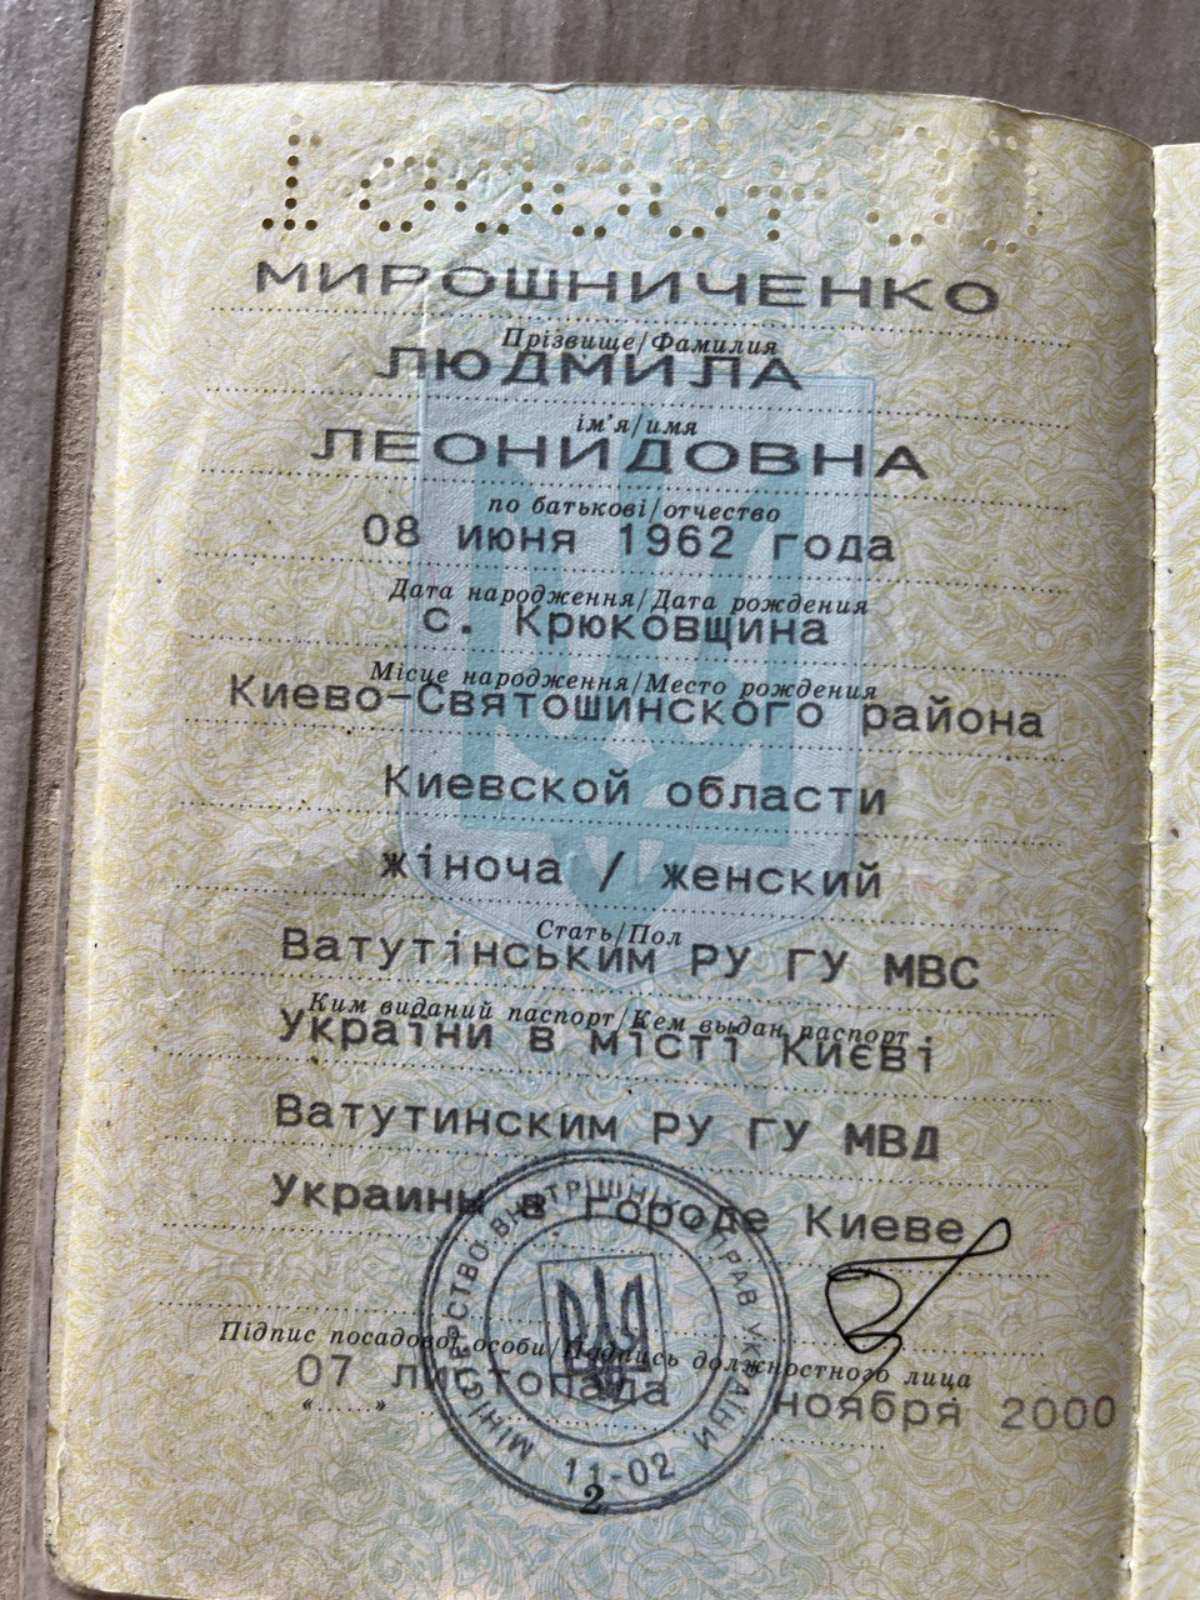 МИРОШНИЧЕНКО
Прізвище/Фамилия
ЛЮДМИЛА
ім'я/имя
ЛЕОНИДОВНА
по батькові/отчество
08 июня 1962 года
Дата народження/Дата рождения
с. Крюковщина
Місце народження/Место рождения
Киево-Святошинского района
Киевской области
жіноча / женский
Стать/Пол
Ватутінським РУ ГУ МВС
Ким виданий паспорт/Кем выдан паспорт
України в місті Києві
Ватутинским РУ ГУ МВД
Украины в городе Киеве
Підпис посадової особи/Подпись должностного лица
07 листопада ноября 2000
« »
МІНІСТЕРСТВО ВНУТРІШНІХ СПРАВ УКРАЇНИ
11-02
2